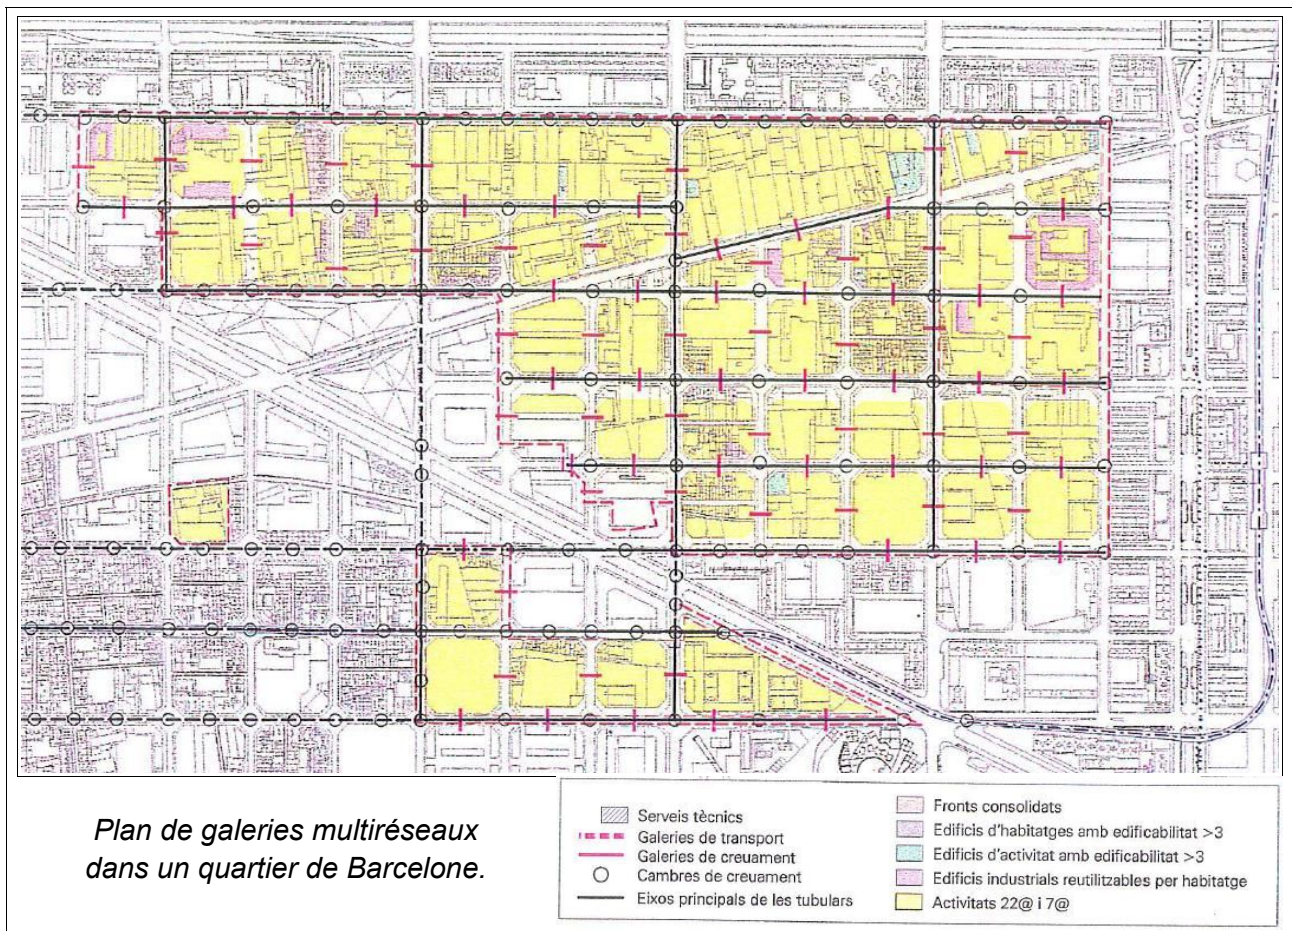 Plan de galeries multiréseaux
dans un quartier de Barcelone.
Serveis tècnics
Galeries de transport
Galeries de creuament
Cambres de creuament
Eixos principals de les tubulars
Fronts consolidats
Edificis d'habitatges amb edificabilitat >3
Edificis d'activitat amb edificabilitat >3
Edificis industrials reutilitzables per habitatge
Activitats 22@ i 7@